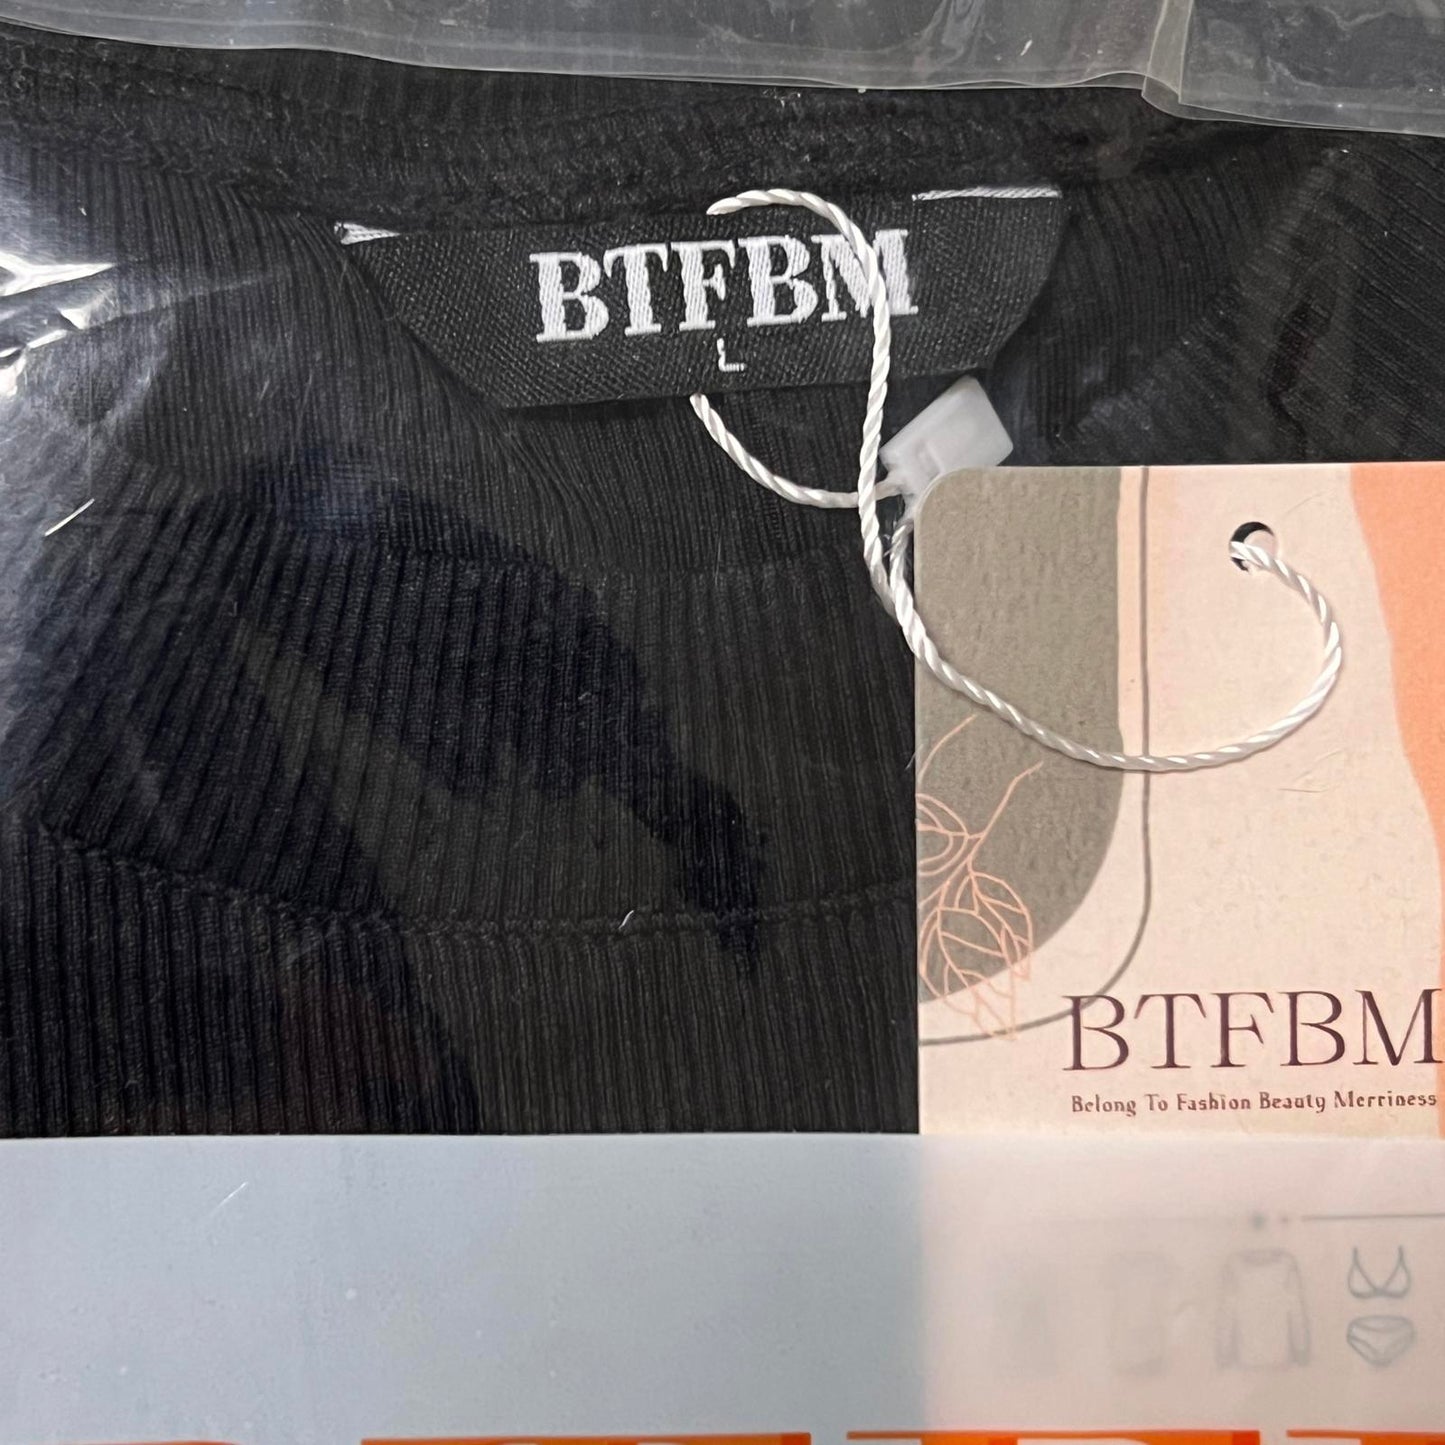 BTFBM
L
BTFBM
Belong To Fashion Beauty Merriness